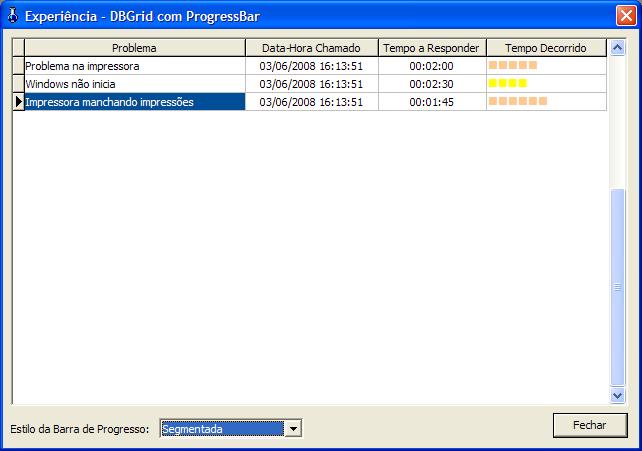 Experiência - DBGrid com ProgressBar
Problema Data-Hora Chamado Tempo a Responder Tempo Decorrido
Problema na impressora 03/06/2008 16:13:51 00:02:00
Windows não inicia 03/06/2008 16:13:51 00:02:30
Impressora manchando impressões 03/06/2008 16:13:51 00:01:45
Estilo da Barra de Progresso: Segmentada Fechar